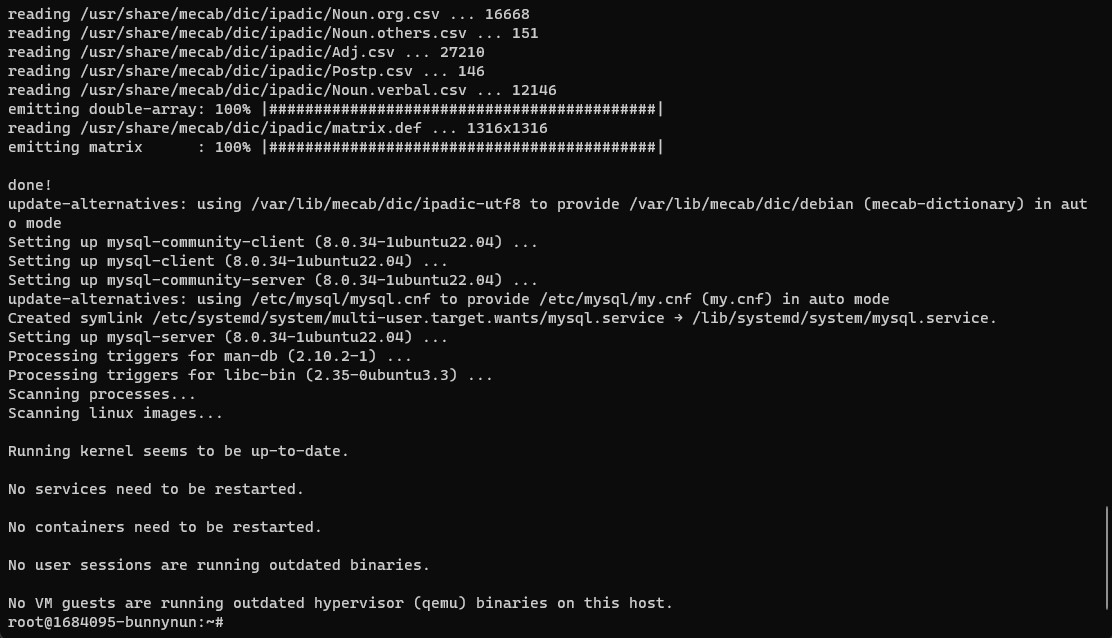 reading /usr/share/mecab/dic/ipadic/Noun.org.csv ... 16668
reading /usr/share/mecab/dic/ipadic/Noun.others.csv ... 151
reading /usr/share/mecab/dic/ipadic/Adj.csv ... 27210
reading /usr/share/mecab/dic/ipadic/Postp.csv ... 146
reading /usr/share/mecab/dic/ipadic/Noun.verbal.csv ... 12146
emitting double-array: 100% |###########################################|
reading /usr/share/mecab/dic/ipadic/matrix.def ... 1316x1316
emitting matrix      : 100% |###########################################|
done!
update-alternatives: using /var/lib/mecab/dic/ipadic-utf8 to provide /var/lib/mecab/dic/debian (mecab-dictionary) in aut
o mode
Setting up mysql-community-client (8.0.34-1ubuntu22.04) ...
Setting up mysql-client (8.0.34-1ubuntu22.04) ...
Setting up mysql-community-server (8.0.34-1ubuntu22.04) ...
update-alternatives: using /etc/mysql/mysql.cnf to provide /etc/mysql/my.cnf (my.cnf) in auto mode
Created symlink /etc/systemd/system/multi-user.target.wants/mysql.service → /lib/systemd/system/mysql.service.
Setting up mysql-server (8.0.34-1ubuntu22.04) ...
Processing triggers for man-db (2.10.2-1) ...
Processing triggers for libc-bin (2.35-0ubuntu3.3) ...
Scanning processes...
Scanning linux images...
Running kernel seems to be up-to-date.
No services need to be restarted.
No containers need to be restarted.
No user sessions are running outdated binaries.
No VM guests are running outdated hypervisor (qemu) binaries on this host.
root@1684095-bunnynun:~#